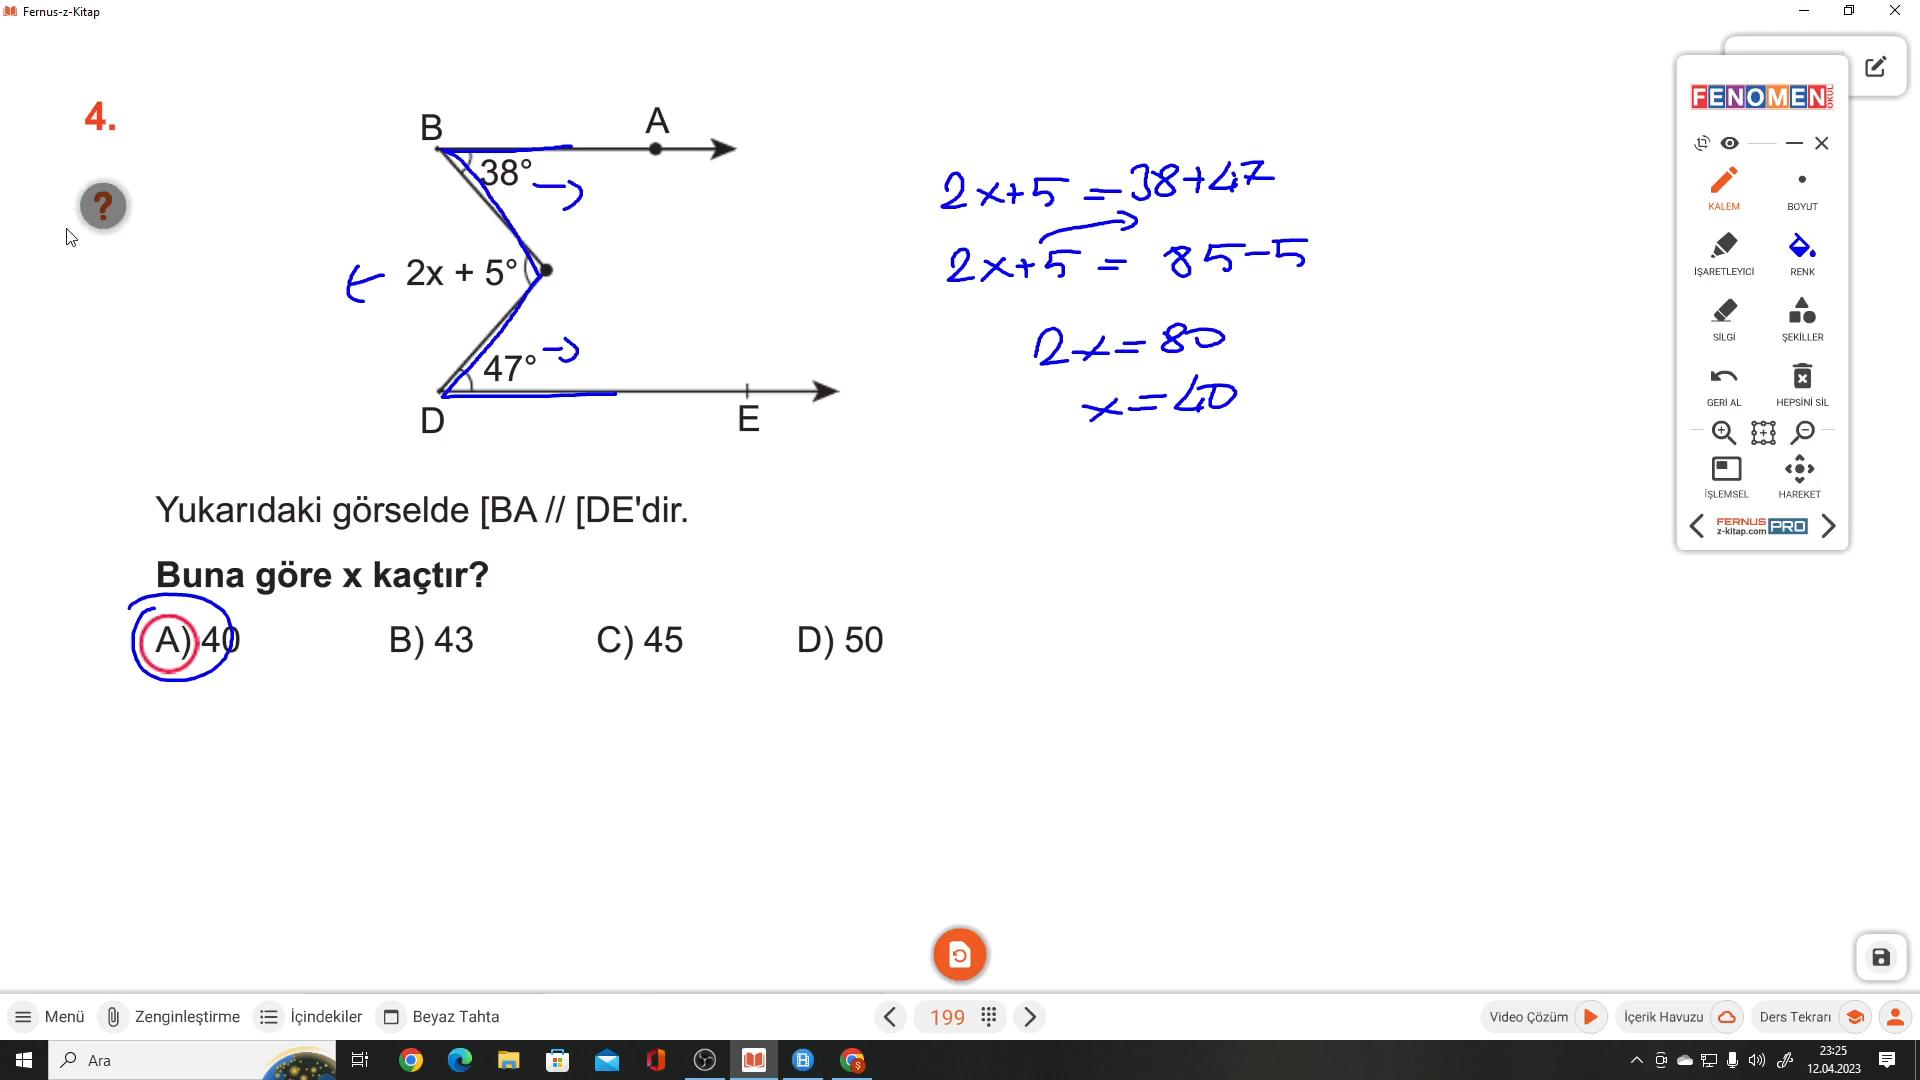 Fernus-z-Kitap
4.
B
A
38°
2x + 5°
47°
D
E
2x+5 = 38+47
2x+5 = 85-5
2x = 80
x = 40
Yukarıdaki görselde [BA // [DE'dir.
Buna göre x kaçtır?
A) 40 B) 43 C) 45 D) 50
?
FENOMEN OKUL
KALEM BOYUT
İŞARETLEYİCİ RENK
SİLGİ ŞEKİLLER
GERİ AL HEPSİNİ SİL
İŞLEMSEL HAREKET
FERNUS PRO
z-kitap.com
Menü Zenginleştirme İçindekiler Beyaz Tahta 199 Video Çözüm İçerik Havuzu Ders Tekrarı
Ara
23:25
12.04.2023